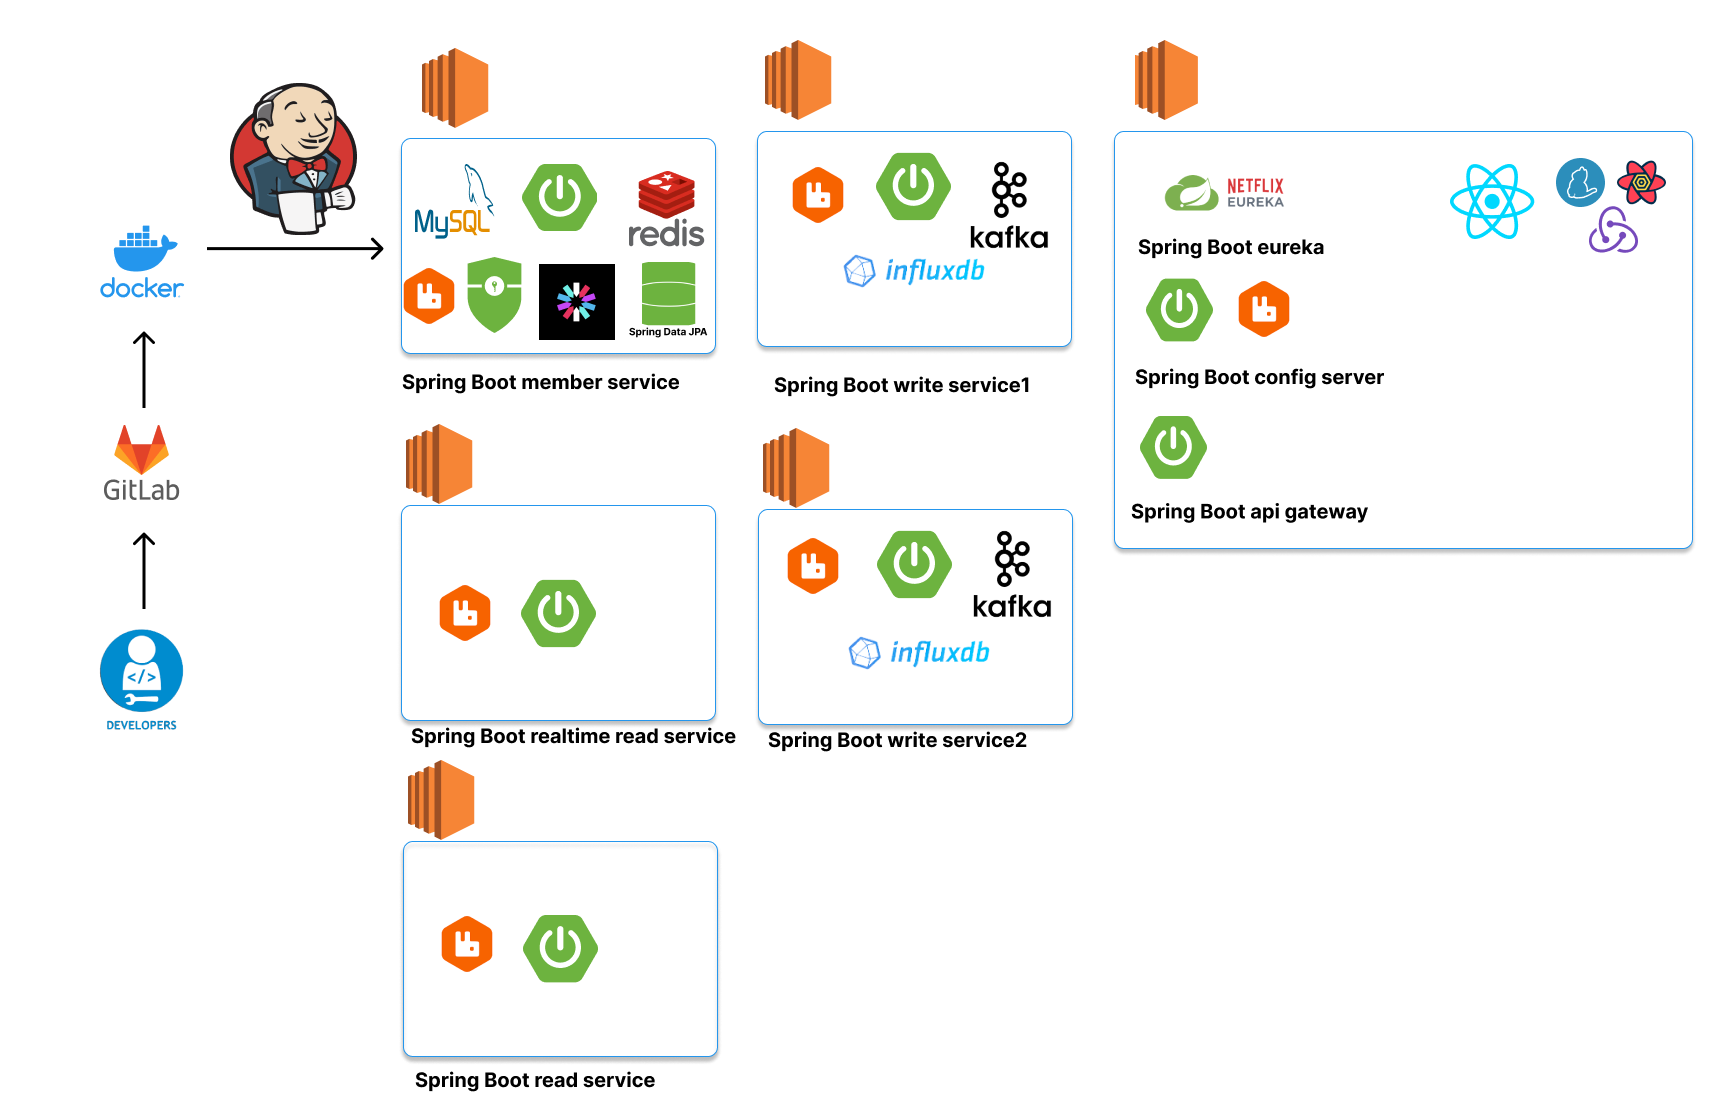 docker
GitLab
</>
DEVELOPERS
MySQL
redis
Spring Data JPA
Spring Boot member service
kafka
influxdb
Spring Boot write service1
NETFLIX
EUREKA
Spring Boot eureka
Spring Boot config server
Spring Boot api gateway
Spring Boot realtime read service
kafka
influxdb
Spring Boot write service2
Spring Boot read service